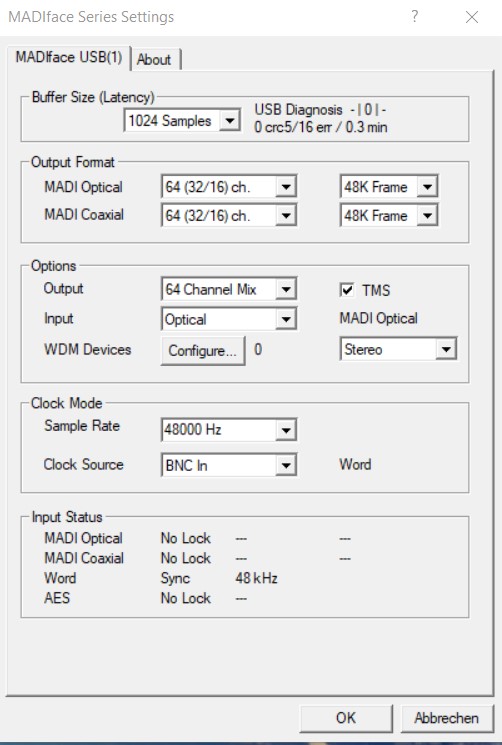 MADIface Series Settings ? ×
MADIface USB(1) About
Buffer Size (Latency)
1024 Samples
USB Diagnosis - | 0 | -
0 crc5/16 err / 0.3 min
Output Format
MADI Optical 64 (32/16) ch. 48K Frame
MADI Coaxial 64 (32/16) ch. 48K Frame
Options
Output 64 Channel Mix TMS
Input Optical MADI Optical
WDM Devices Configure... 0 Stereo
Clock Mode
Sample Rate 48000 Hz
Clock Source BNC In Word
Input Status
MADI Optical No Lock --- ---
MADI Coaxial No Lock --- ---
Word Sync 48 kHz
AES No Lock ---
OK Abbrechen